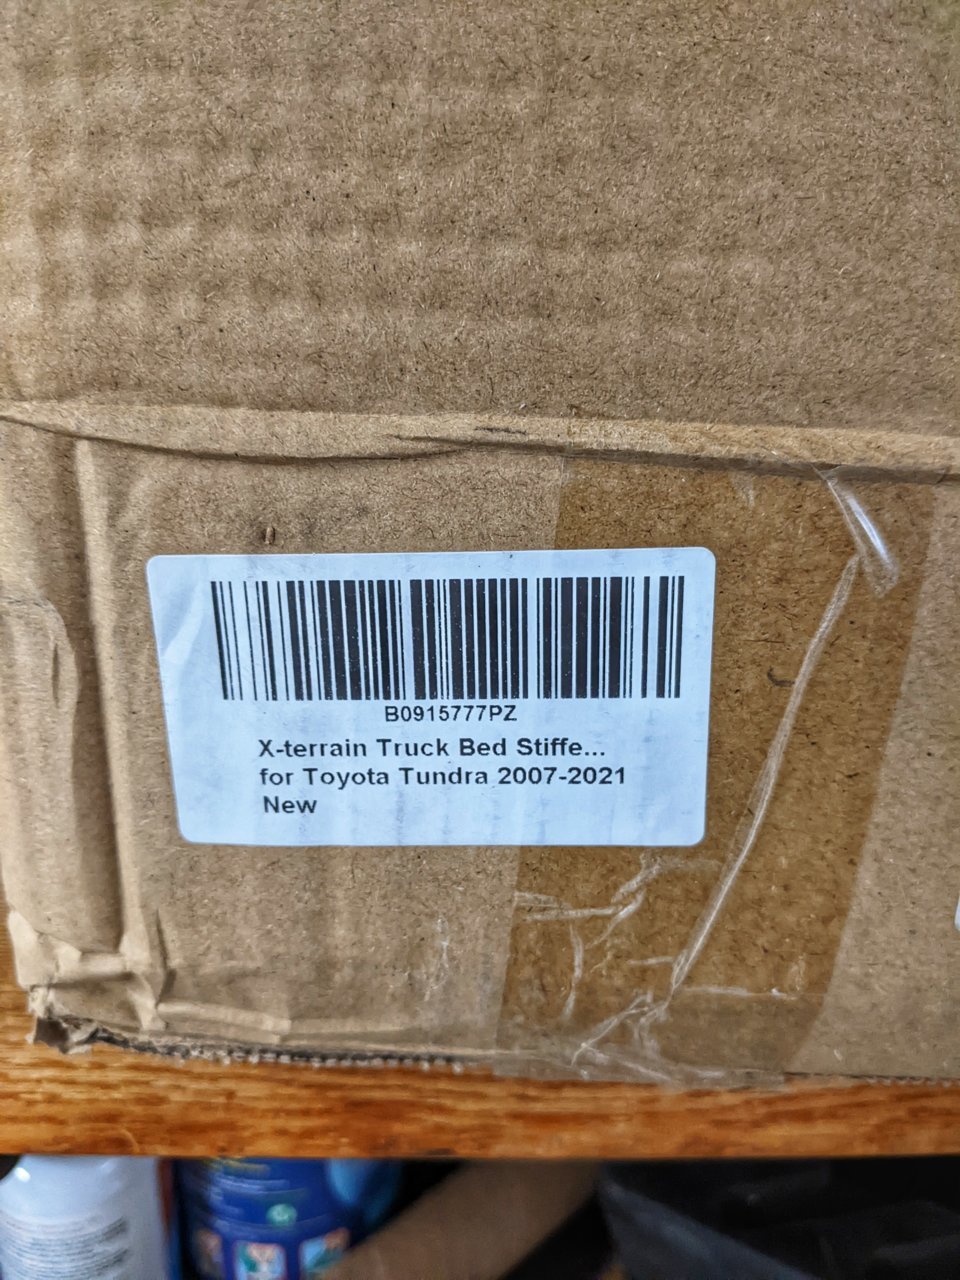 B0915777PZ
X-terrain Truck Bed Stiffe...
for Toyota Tundra 2007-2021
New